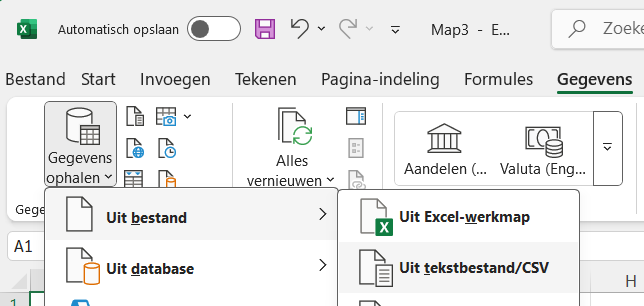 Automatisch opslaan
Map3 - E...
Zoeke
Bestand Start Invoegen Tekenen Pagina-indeling Formules Gegevens
Gegevens
ophalen
Alles
vernieuwen
Aandelen (...
Valuta (Eng...
Gege
Uit bestand
Uit Excel-werkmap
A1
Uit database
Uit tekstbestand/CSV
H
1